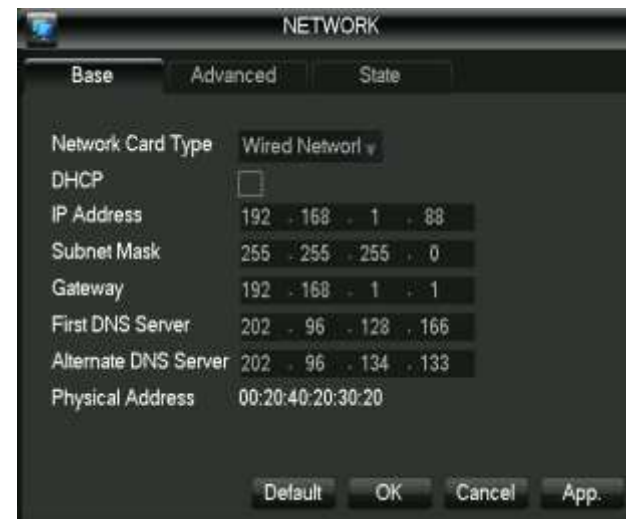 NETWORK
Base Advanced State
Network Card Type Wired Networl
DHCP
IP Address 192 . 168 . 1 . 88
Subnet Mask 255 . 255 . 255 . 0
Gateway 192 . 168 . 1 . 1
First DNS Server 202 . 96 . 128 . 166
Alternate DNS Server 202 . 96 . 134 . 133
Physical Address 00:20:40:20:30:20
Default OK Cancel App.